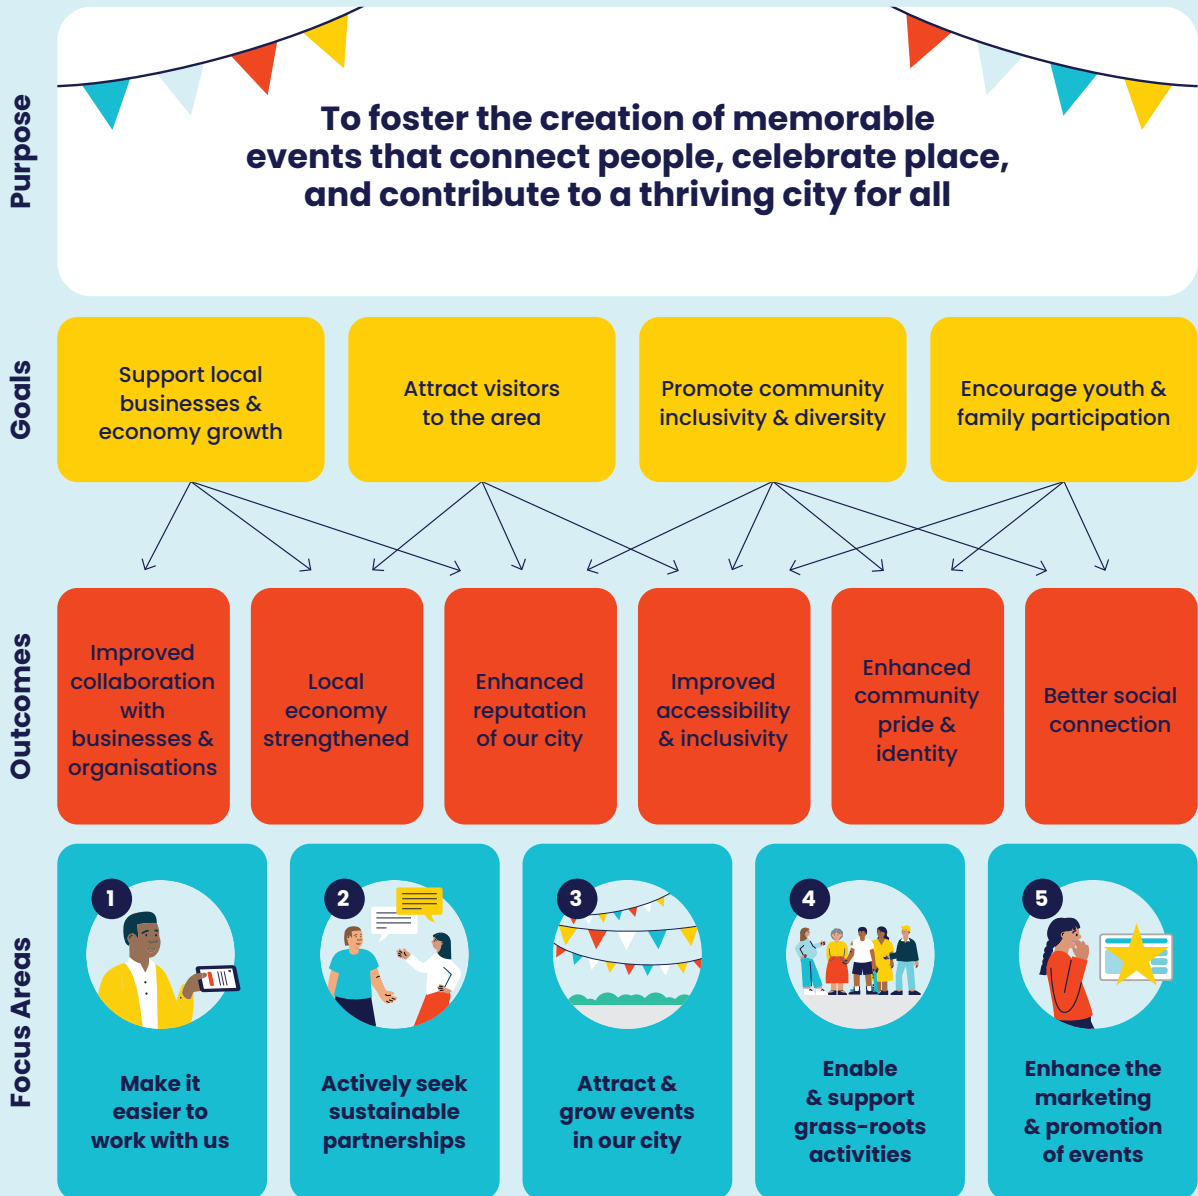 Purpose
To foster the creation of memorable
events that connect people, celebrate place,
and contribute to a thriving city for all
Goals
Support local
businesses &
economy growth
Attract visitors
to the area
Promote community
inclusivity & diversity
Encourage youth &
family participation
Outcomes
Improved
collaboration
with
businesses &
organisations
Local
economy
strengthened
Enhanced
reputation
of our city
Improved
accessibility
& inclusivity
Enhanced
community
pride &
identity
Better social
connection
Focus Areas
1
Make it
easier to
work with us
2
Actively seek
sustainable
partnerships
3
Attract &
grow events
in our city
4
Enable
& support
grass-roots
activities
5
Enhance the
marketing
& promotion
of events